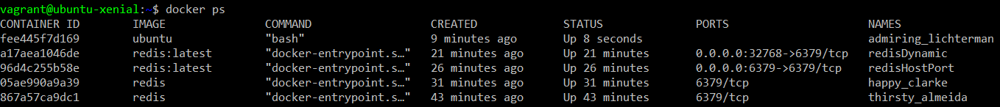 vagrant@ubuntu-xenial:~$ docker ps
CONTAINER ID IMAGE COMMAND CREATED STATUS PORTS NAMES
fee445f7d169 ubuntu "bash" 9 minutes ago Up 8 seconds admiring_lichterman
a17aea1046de redis:latest "docker-entrypoint.s…" 21 minutes ago Up 21 minutes 0.0.0.0:32768->6379/tcp redisDynamic
96d4c255b58e redis:latest "docker-entrypoint.s…" 26 minutes ago Up 26 minutes 0.0.0.0:6379->6379/tcp redisHostPort
05ae990a9a39 redis "docker-entrypoint.s…" 31 minutes ago Up 31 minutes 6379/tcp happy_clarke
867a57ca9dc1 redis "docker-entrypoint.s…" 43 minutes ago Up 43 minutes 6379/tcp thirsty_almeida